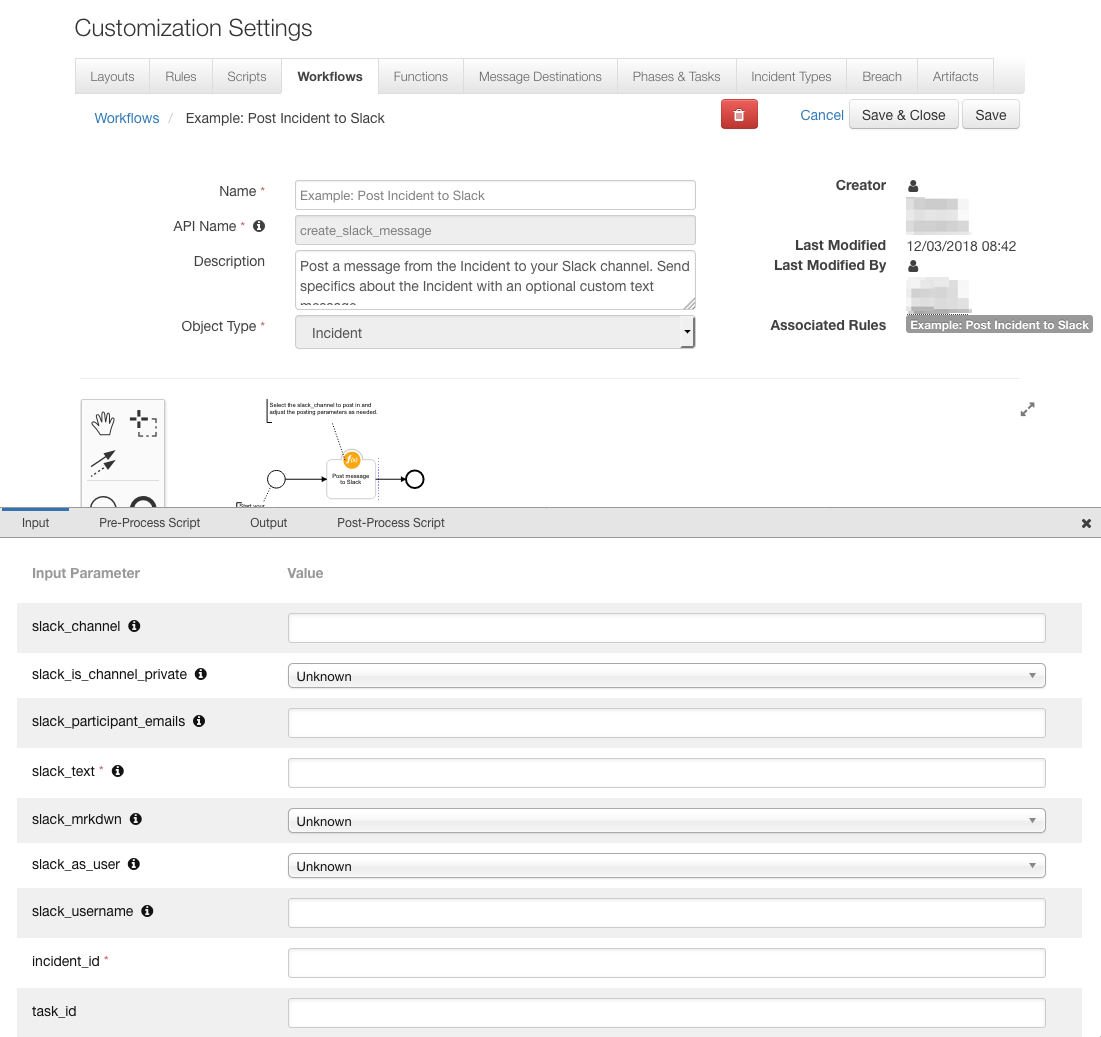 Customization Settings
Layouts Rules Scripts Workflows Functions Message Destinations Phases & Tasks Incident Types Breach Artifacts
Workflows / Example: Post Incident to Slack Cancel Save & Close Save
Name * Example: Post Incident to Slack
API Name * create_slack_message
Description Post a message from the Incident to your Slack channel. Send
specifics about the Incident with an optional custom text
message
Object Type * Incident
Creator
Last Modified 12/03/2018 08:42
Last Modified By
Associated Rules Example: Post Incident to Slack
Select the slack_channel to post in and
adjust the posting parameters as needed.
f(x)
Post message
to Slack
Start your
Input Pre-Process Script Output Post-Process Script
Input Parameter Value
slack_channel
slack_is_channel_private Unknown
slack_participant_emails
slack_text *
slack_mrkdwn Unknown
slack_as_user Unknown
slack_username
incident_id *
task_id